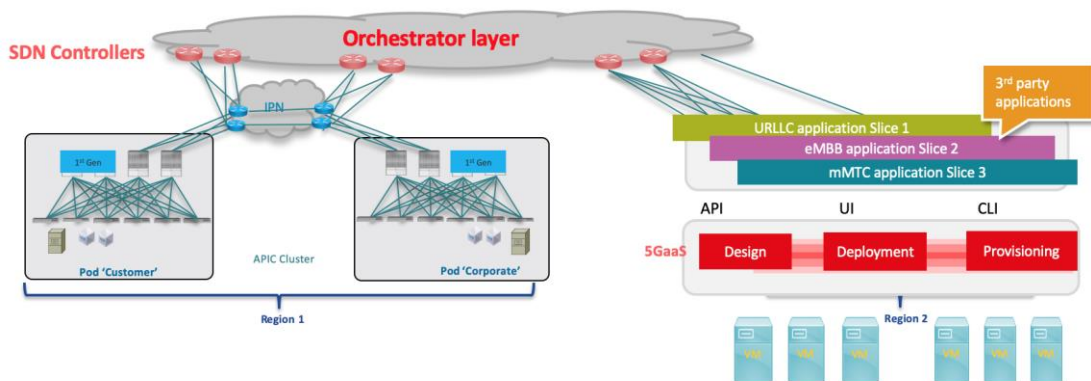 Orchestrator layer
SDN Controllers
IPN
3rd party
applications
URLLC application Slice 1
eMBB application Slice 2
mMTC application Slice 3
1st Gen
1st Gen
API UI CLI
5GaaS
Design Deployment Provisioning
Pod ‘Customer’
APIC Cluster
Pod ‘Corporate’
Region 1
Region 2
VM VM VM VM VM VM